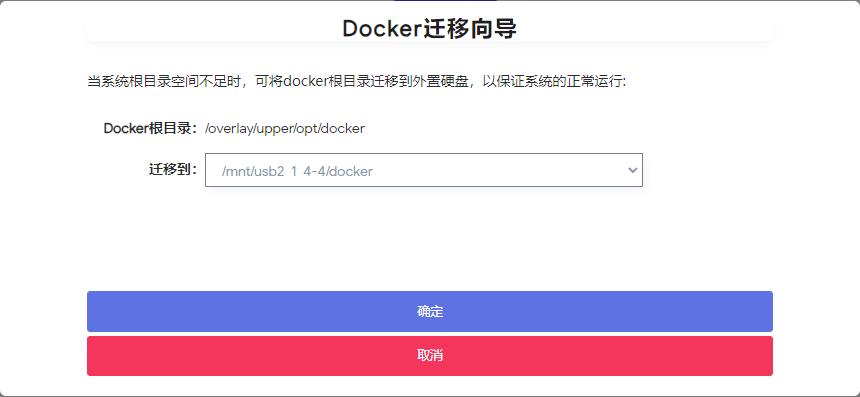 Docker迁移向导
当系统根目录空间不足时，可将docker根目录迁移到外置硬盘，以保证系统的正常运行:
Docker根目录：/overlay/upper/opt/docker
迁移到： /mnt/usb2_1_4-4/docker
确定
取消